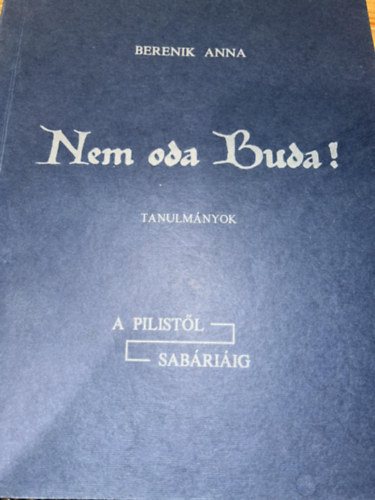 BERENIK ANNA
Nem oda Buda!
TANULMÁNYOK
A PILISTŐL
SABÁRIÁIG